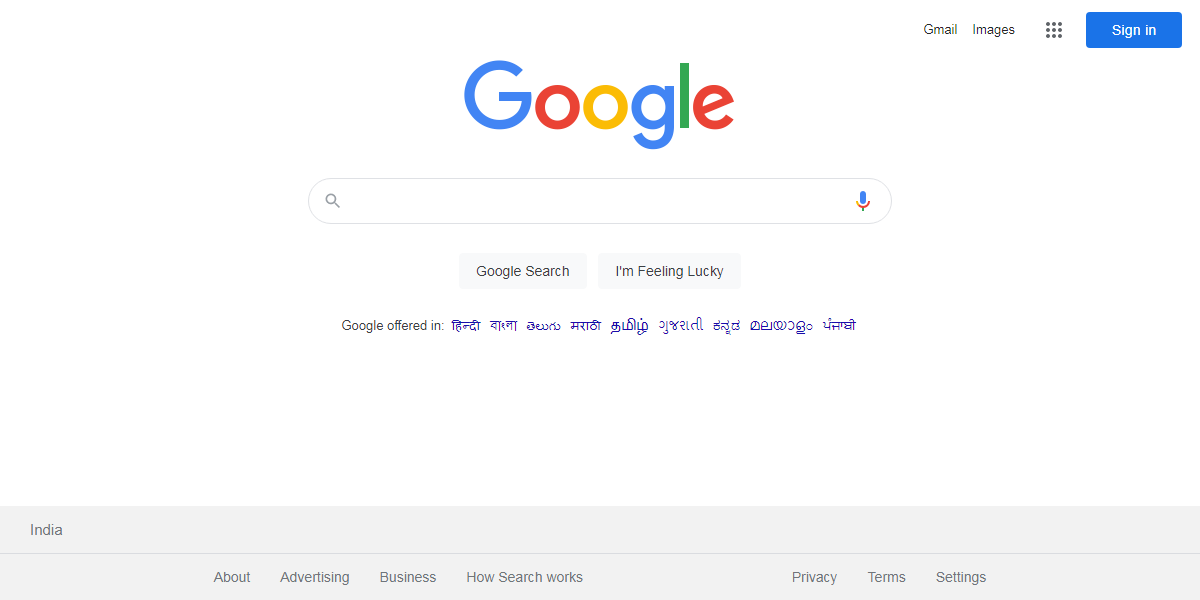 Gmail Images Sign in
Google
Google Search I'm Feeling Lucky
Google offered in: हिन्दी বাংলা తెలుగు मराठी தமிழ் ગુજરાતી ಕನ್ನಡ മലയാളം ਪੰਜਾਬੀ
India
About Advertising Business How Search works Privacy Terms Settings